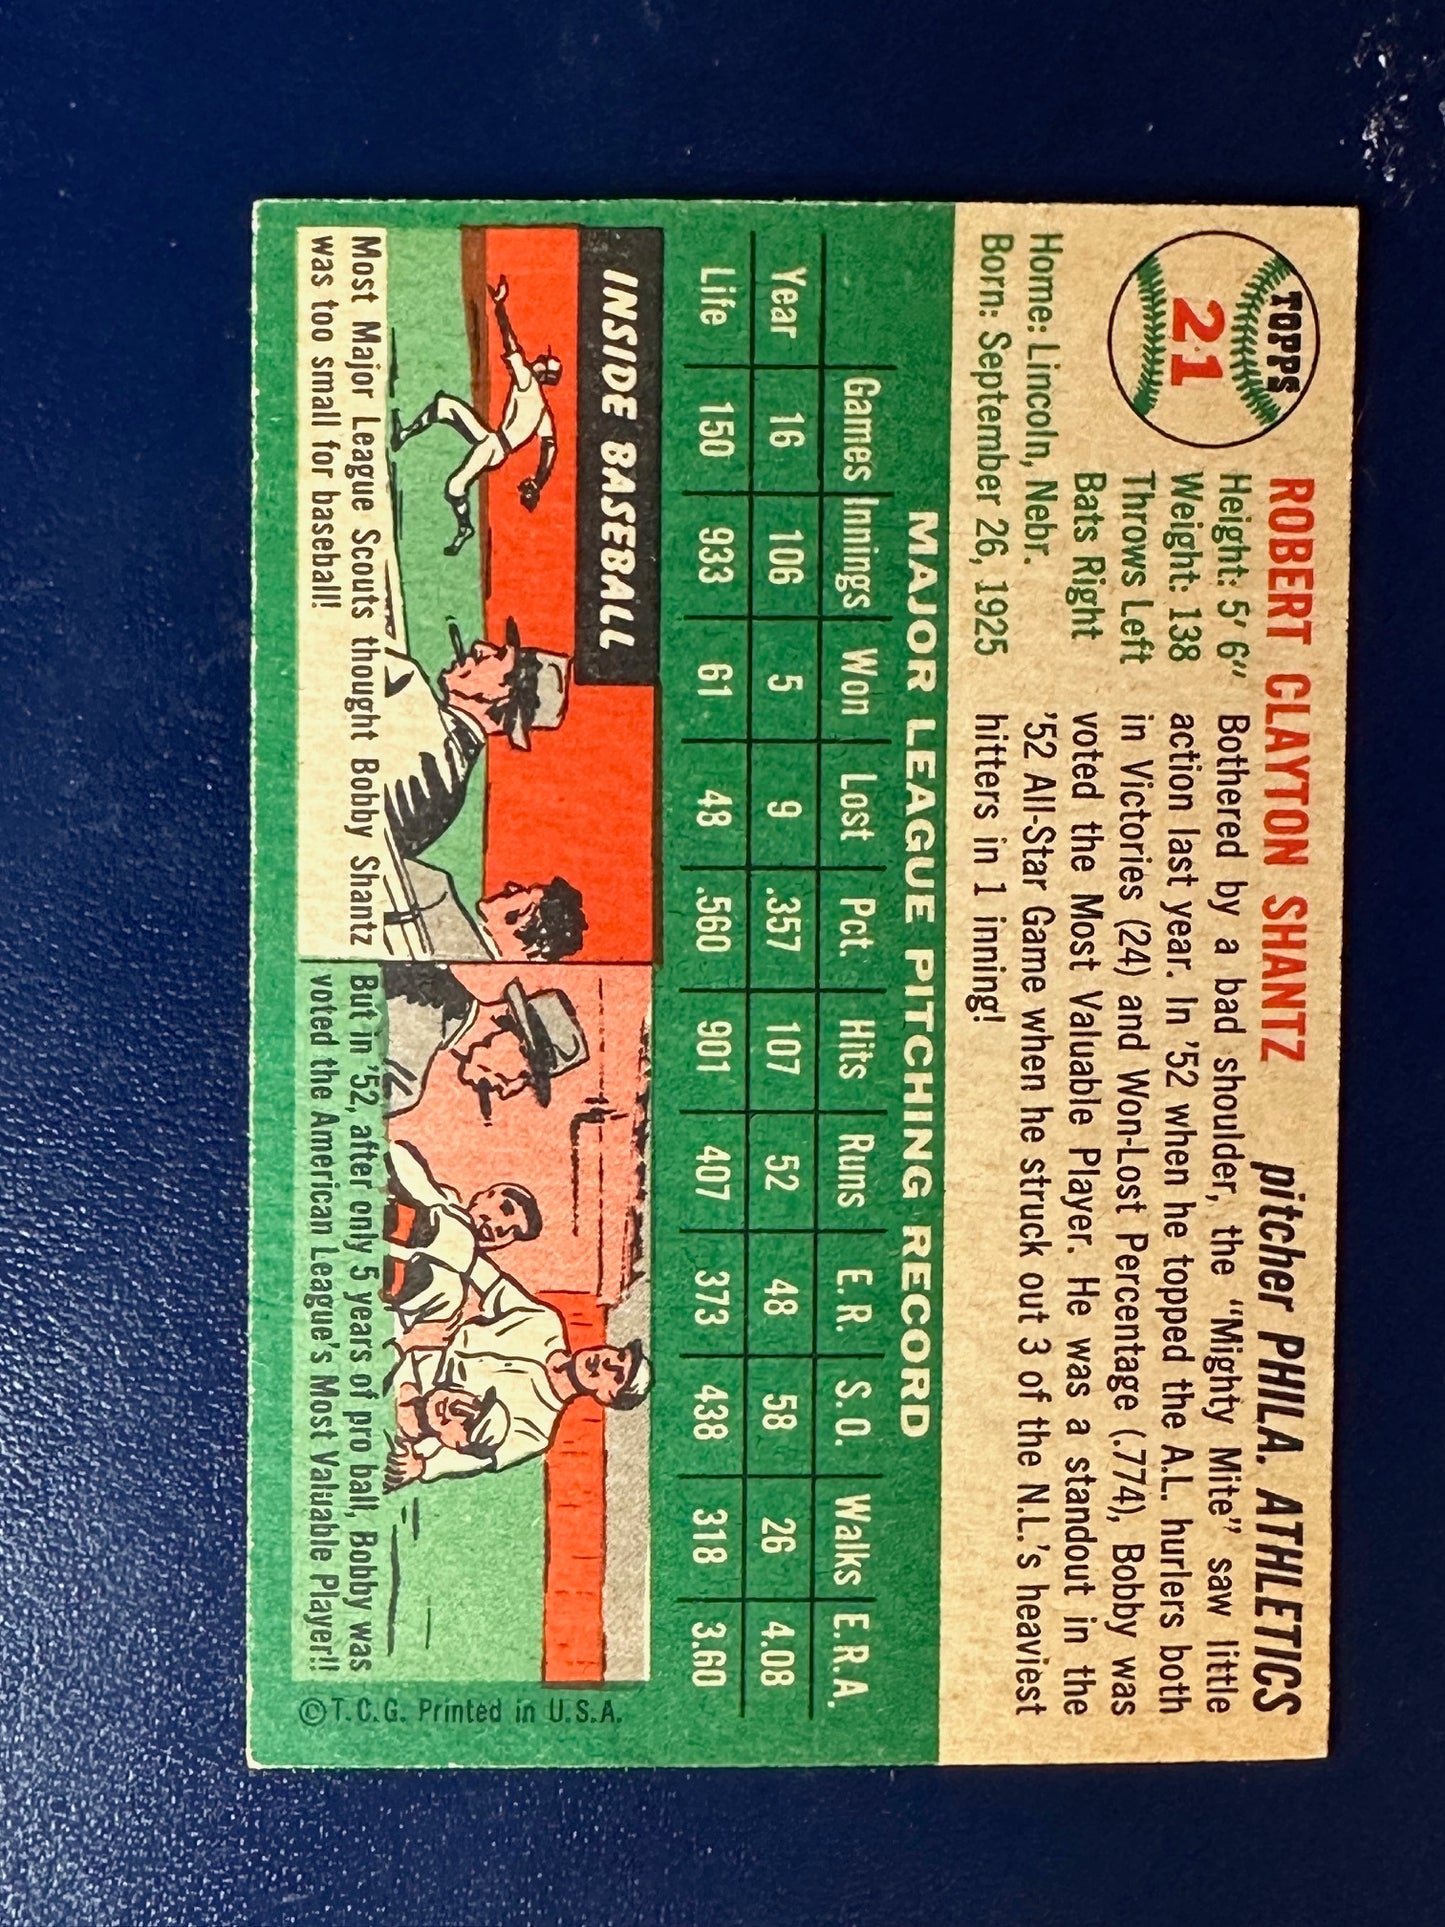 TOPPS
21
ROBERT CLAYTON SHANTZ
pitcher PHILA. ATHLETICS
Height: 5' 6"
Weight: 138
Throws Left
Bats Right
Home: Lincoln, Nebr.
Born: September 26, 1925
Bothered by a bad shoulder, the "Mighty Mite" saw little
action last year. In '52 when he topped the A.L. hurlers both
in Victories (24) and Won-Lost Percentage (.774), Bobby was
voted the Most Valuable Player. He was a standout in the
'52 All-Star Game when he struck out 3 of the N.L.'s heaviest
hitters in 1 inning!
MAJOR LEAGUE PITCHING RECORD
Games Innings Won Lost Pct. Hits Runs E.R. S.O. Walks E.R.A.
Year 16 106 5 9 .357 107 52 48 58 26 4.08
Life 150 933 61 48 .560 901 407 373 438 318 3.60
INSIDE BASEBALL
Most Major League Scouts thought Bobby Shantz
was too small for baseball!
But in '52, after only 5 years of pro ball, Bobby was
voted the American League's Most Valuable Player!!
©T.C.G. Printed in U.S.A.